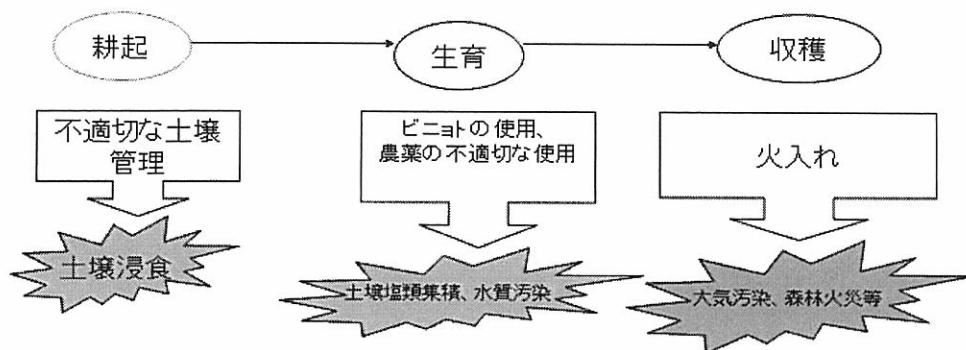 耕起
生育
収穫
不適切な土壌
管理
ビニョトの使用、
農薬の不適切な使用
火入れ
土壌浸食
土壌塩類集積、水質汚染
大気汚染、森林火災等